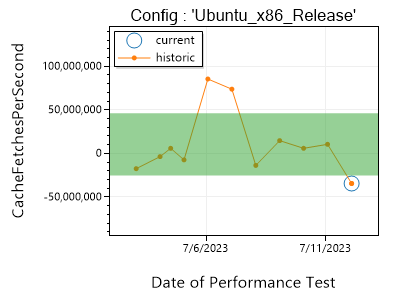 Config : 'Ubuntu_x86_Release'
current
historic
CacheFetchesPerSecond
100,000,000
50,000,000
0
-50,000,000
7/6/2023
7/11/2023
Date of Performance Test